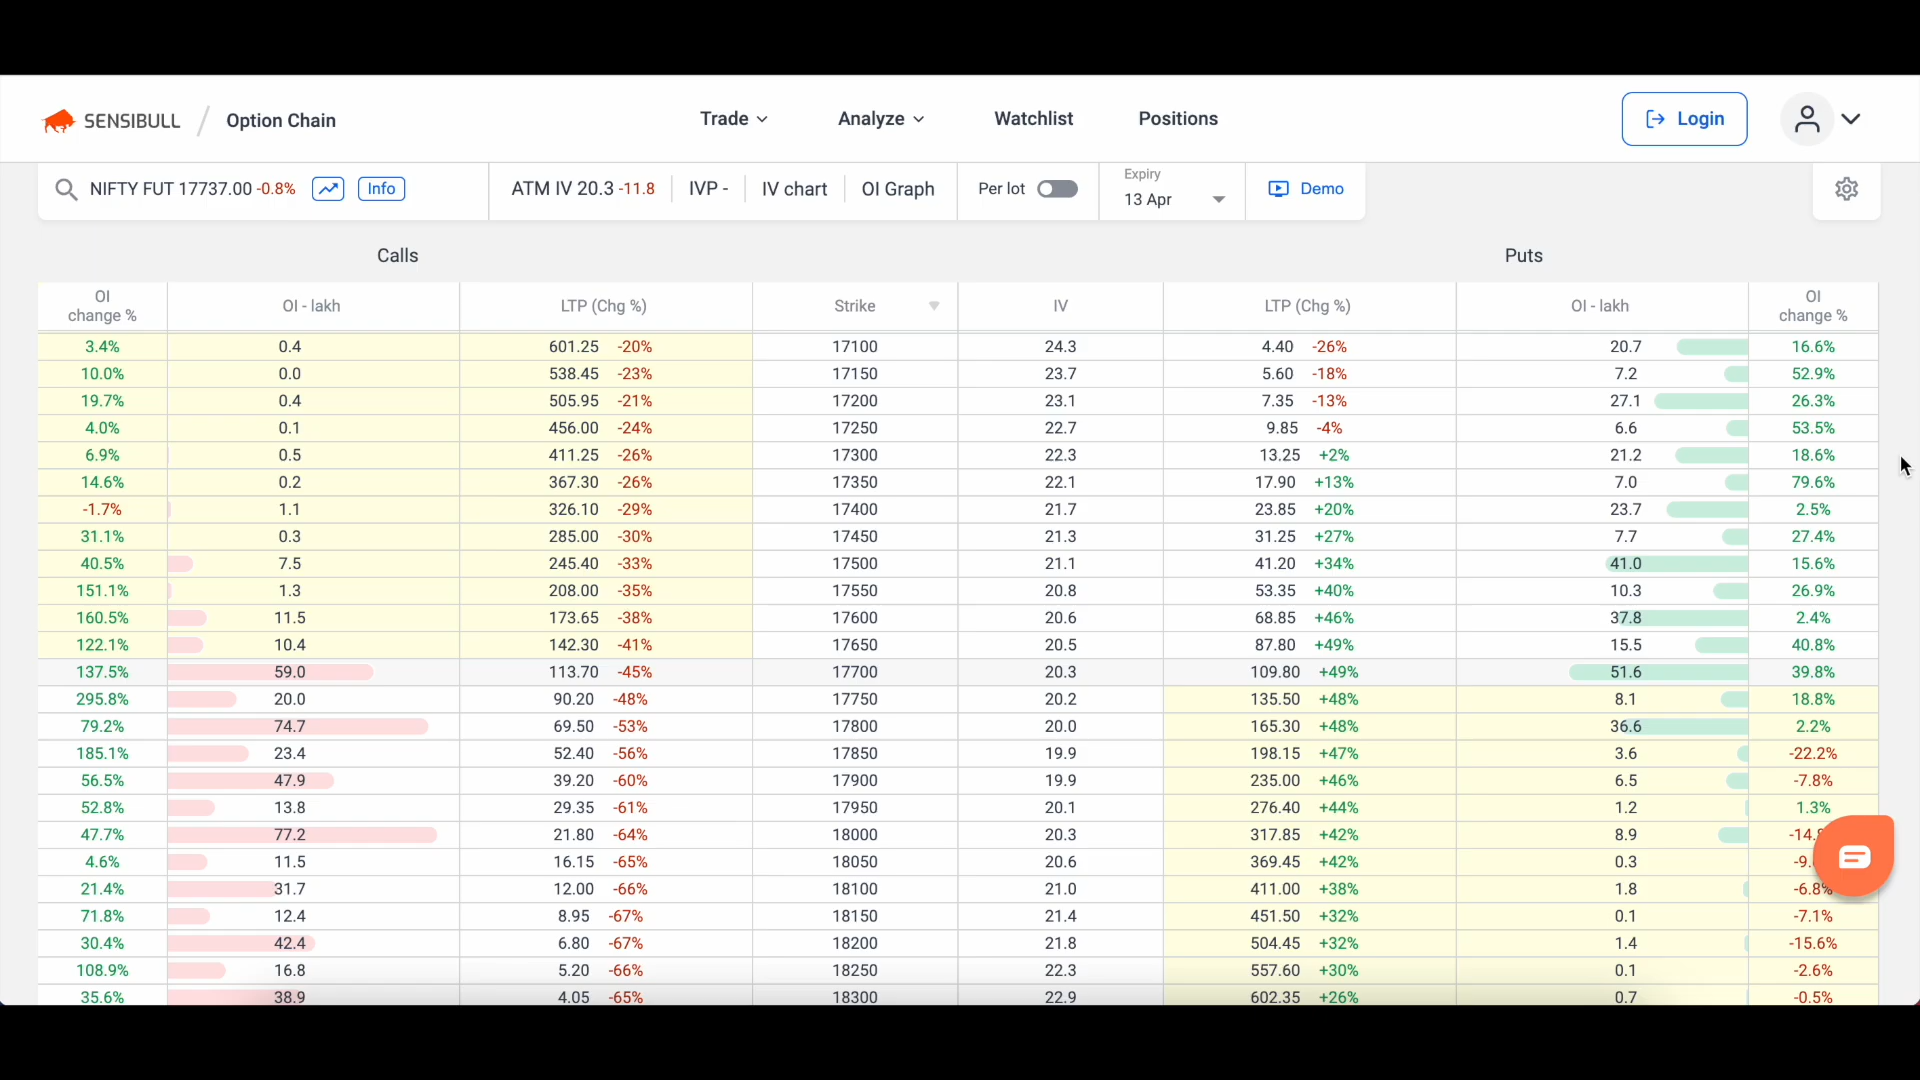 SENSIBULL / Option Chain Trade Analyze Watchlist Positions Login
NIFTY FUT 17737.00 -0.8% Info ATM IV 20.3 -11.8 IVP - IV chart OI Graph Per lot Expiry 13 Apr Demo
Calls Puts
OI change % OI - lakh LTP (Chg %) Strike IV LTP (Chg %) OI - lakh OI change %
3.4% 0.4 601.25 -20% 17100 24.3 4.40 -26% 20.7 16.6%
10.0% 0.0 538.45 -23% 17150 23.7 5.60 -18% 7.2 52.9%
19.7% 0.4 505.95 -21% 17200 23.1 7.35 -13% 27.1 26.3%
4.0% 0.1 456.00 -24% 17250 22.7 9.85 -4% 6.6 53.5%
6.9% 0.5 411.25 -26% 17300 22.3 13.25 +2% 21.2 18.6%
14.6% 0.2 367.30 -26% 17350 22.1 17.90 +13% 7.0 79.6%
-1.7% 1.1 326.10 -29% 17400 21.7 23.85 +20% 23.7 2.5%
31.1% 0.3 285.00 -30% 17450 21.3 31.25 +27% 7.7 27.4%
40.5% 7.5 245.40 -33% 17500 21.1 41.20 +34% 41.0 15.6%
151.1% 1.3 208.00 -35% 17550 20.8 53.35 +40% 10.3 26.9%
160.5% 11.5 173.65 -38% 17600 20.6 68.85 +46% 37.8 2.4%
122.1% 10.4 142.30 -41% 17650 20.5 87.80 +49% 15.5 40.8%
137.5% 59.0 113.70 -45% 17700 20.3 109.80 +49% 51.6 39.8%
295.8% 20.0 90.20 -48% 17750 20.2 135.50 +48% 8.1 18.8%
79.2% 74.7 69.50 -53% 17800 20.0 165.30 +48% 36.6 2.2%
185.1% 23.4 52.40 -56% 17850 19.9 198.15 +47% 3.6 -22.2%
56.5% 47.9 39.20 -60% 17900 19.9 235.00 +46% 6.5 -7.8%
52.8% 13.8 29.35 -61% 17950 20.1 276.40 +44% 1.2 1.3%
47.7% 77.2 21.80 -64% 18000 20.3 317.85 +42% 8.9
4.6% 11.5 16.15 -65% 18050 20.6 369.45 +42% 0.3
21.4% 31.7 12.00 -66% 18100 21.0 411.00 +38% 1.8 -6.8%
71.8% 12.4 8.95 -67% 18150 21.4 451.50 +32% 0.1 -7.1%
30.4% 42.4 6.80 -67% 18200 21.8 504.45 +32% 1.4 -15.6%
108.9% 16.8 5.20 -66% 18250 22.3 557.60 +30% 0.1 -2.6%
35.6% 38.9 4.05 -65% 18300 22.9 602.35 +26% 0.7 -0.5%